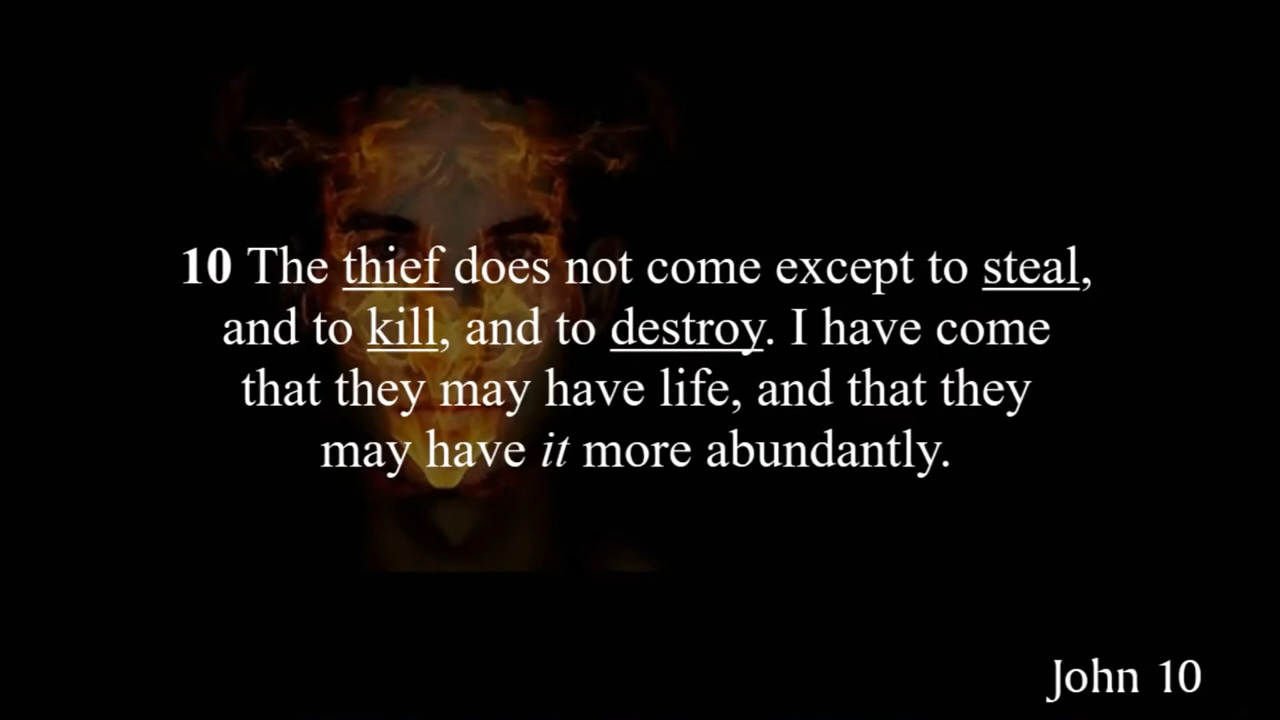 10 The thief does not come except to steal,
and to kill, and to destroy. I have come
that they may have life, and that they
may have it more abundantly.
John 10